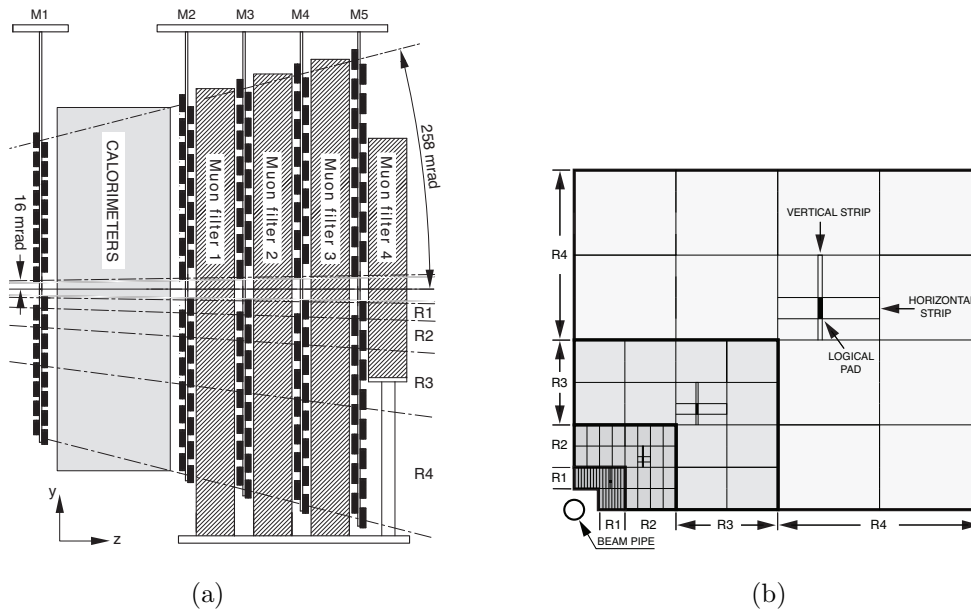 M1
M2
M3
M4
M5
CALORIMETERS
Muon filter 1
Muon filter 2
Muon filter 3
Muon filter 4
258 mrad
16 mrad
R1
R2
R3
R4
y
z
(a)
R4
R3
R2
R1
VERTICAL STRIP
HORIZONTAL
STRIP
LOGICAL
PAD
R1
R2
R3
R4
BEAM PIPE
(b)